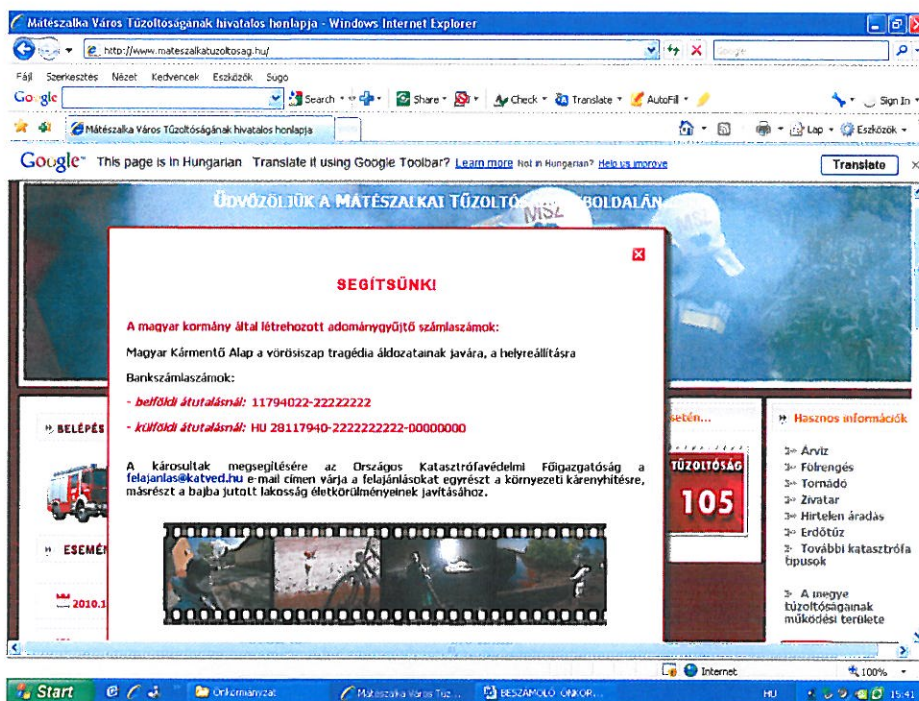 Mátészalka Város Tűzoltóságának hivatalos honlapja - Windows Internet Explorer
http://www.mateszalkatuzoltosag.hu/
Google
Fájl Szerkesztés Nézet Kedvencek Eszközök Súgó
Google Search Share Check Translate AutoFill Sign In
Mátészalka Város Tűzoltóságának hivatalos honlapja
Lap Eszközök
Google This page is in Hungarian Translate it using Google Toolbar? Learn more Not in Hungarian? Help us improve Translate
ÜDVÖZÖLJÜK A MÁTÉSZALKAI
MSZ
SEGÍTSÜNK!
A magyar kormány által létrehozott adománygyűjtő számlaszámok:
Magyar Kármentő Alap a vörösiszap tragédia áldozatainak javára, a helyreállításra
Bankszámlaszámok:
- belföldi átutalásnál: 11794022-22222222
- külföldi átutalásnál: HU 28117940-2222222222-00000000
A károsultak megsegítésére az Országos Katasztrófavédelmi Főigazgatóság a
felajanlas@katved.hu e-mail címen várja a felajánlásokat egyrészt a környezeti kárenyhítésre,
másrészt a bajba jutott lakosság életkörülményeinek javításához.
BELÉPÉS
ESEMÉN
2010.1
setén...
TŰZOLTÓSÁG
105
Hasznos információk
Árvíz
Földrengés
Tornádó
Zivatar
Hirtelen áradás
Erdőtűz
További katasztrófa
típusok
A megye
tűzoltóságainak
működési területe
Internet 100%
Start Önkormányzat Mátészalka Város Tűz... BESZÁMOLÓ ÖNKOR... HU 15:41